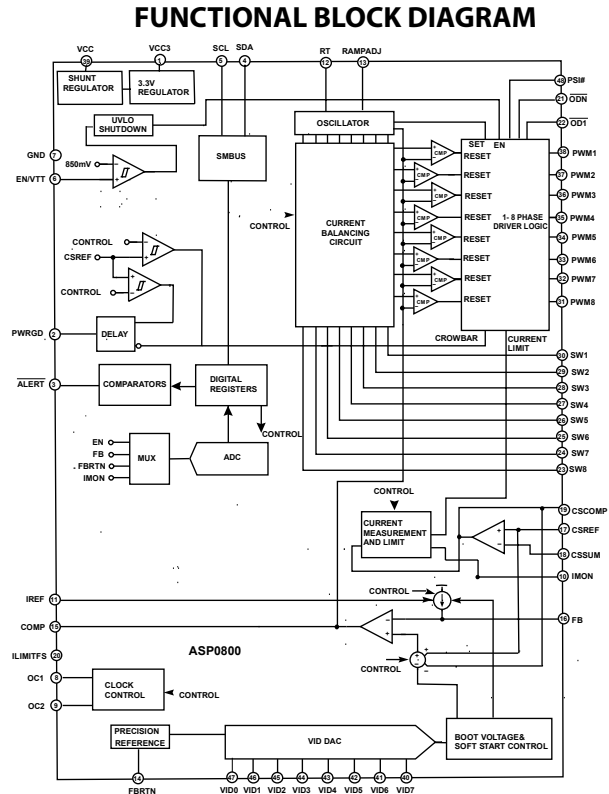 FUNCTIONAL BLOCK DIAGRAM
VCC
VCC3
SCL
SDA
RT
RAMPADJ
39
1
5
4
12
13
SHUNT
REGULATOR
3.3V
REGULATOR
48 PSI#
21 ODN
22 OD1
UVLO
SHUTDOWN
OSCILLATOR
SET EN
GND
7
850mV
EN/VTT
6
SMBUS
CMP
CMP
CMP
CMP
CMP
CMP
CMP
CMP
RESET
RESET
RESET
RESET
RESET
RESET
RESET
RESET
38 PWM1
37 PWM2
36 PWM3
35 PWM4
34 PWM5
33 PWM6
32 PWM7
31 PWM8
1- 8 PHASE
DRIVER LOGIC
CONTROL
CURRENT
BALANCING
CIRCUIT
CONTROL
CSREF
CONTROL
PWRGD
2
DELAY
CROWBAR
CURRENT
LIMIT
30 SW1
29 SW2
28 SW3
27 SW4
26 SW5
25 SW6
24 SW7
23 SW8
ALERT
3
COMPARATORS
DIGITAL
REGISTERS
CONTROL
EN
FB
FBRTN
IMON
MUX
ADC
CONTROL
CURRENT
MEASUREMENT
AND LIMIT
19 CSCOMP
17 CSREF
18 CSSUM
10 IMON
IREF
11
CONTROL
COMP
15
16 FB
ILIMITFS
20
ASP0800
CONTROL
OC1
8
OC2
9
CLOCK
CONTROL
CONTROL
PRECISION
REFERENCE
VID DAC
BOOT VOLTAGE&
SOFT START CONTROL
14
47
46
45
44
43
42
41
40
FBRTN
VID0
VID1
VID2
VID3
VID4
VID5
VID6
VID7